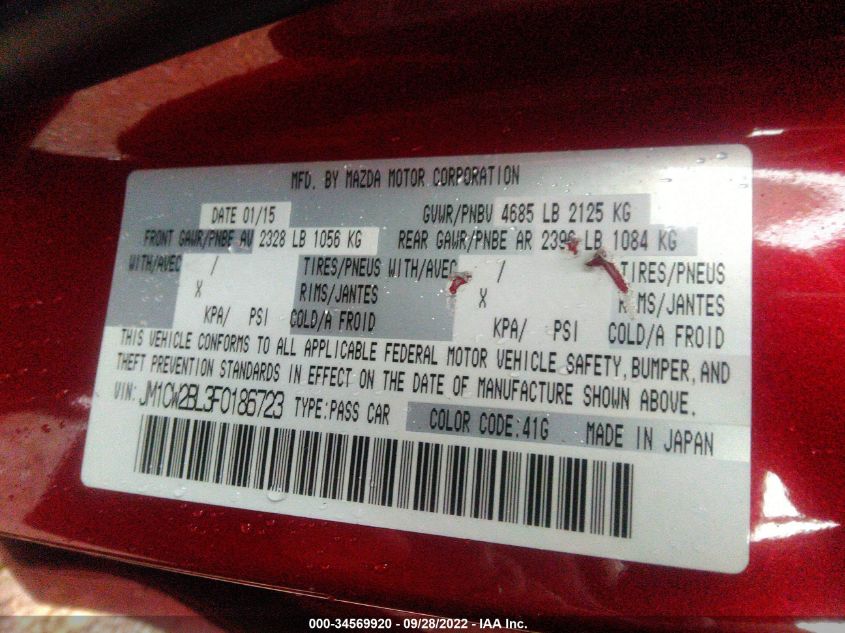 MFD. BY MAZDA MOTOR CORPORATION
DATE 01/15 GVWR/PNBV 4685 LB 2125 KG
FRONT GAWR/PNBE AV 2328 LB 1056 KG REAR GAWR/PNBE AR 2396 LB 1084 KG
WITH/AVEC / TIRES/PNEUS WITH/AVEC / TIRES/PNEUS
X RIMS/JANTES X RIMS/JANTES
KPA/ PSI COLD/A FROID KPA/ PSI COLD/A FROID
THIS VEHICLE CONFORMS TO ALL APPLICABLE FEDERAL MOTOR VEHICLE SAFETY, BUMPER, AND
THEFT PREVENTION STANDARDS IN EFFECT ON THE DATE OF MANUFACTURE SHOWN ABOVE.
VIN: JM1CW2BL3F0186723 TYPE:PASS CAR COLOR CODE:41G MADE IN JAPAN
000-34569920 - 09/28/2022 - IAA Inc.